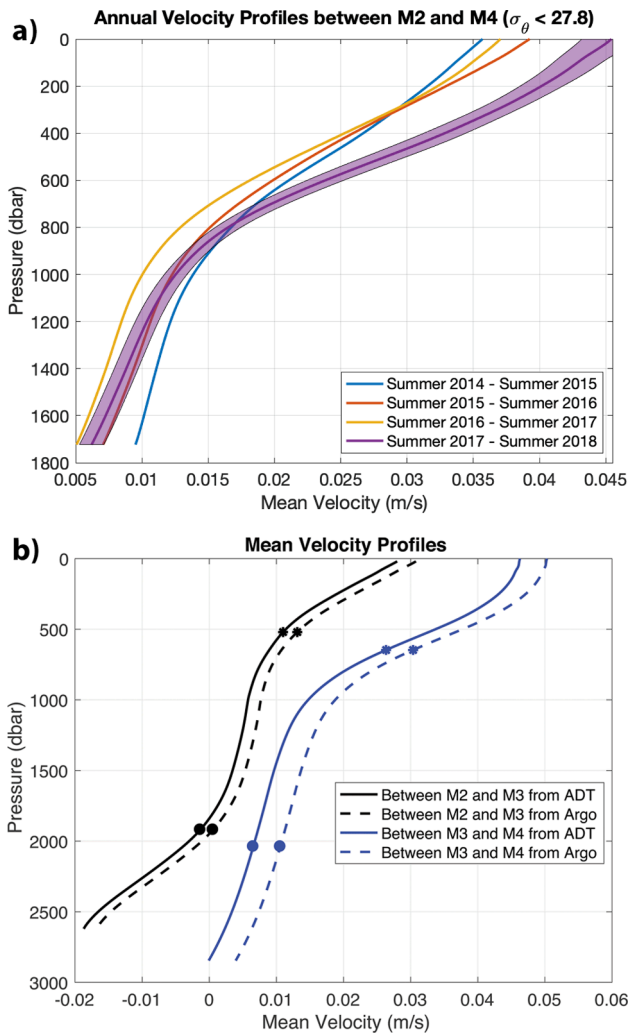 a)
Annual Velocity Profiles between M2 and M4 (σθ < 27.8)
0
200
400
600
800
1000
1200
1400
1600
1800
Pressure (dbar)
Summer 2014 - Summer 2015
Summer 2015 - Summer 2016
Summer 2016 - Summer 2017
Summer 2017 - Summer 2018
0.005 0.01 0.015 0.02 0.025 0.03 0.035 0.04 0.045
Mean Velocity (m/s)
b)
Mean Velocity Profiles
0
500
1000
1500
2000
2500
3000
Pressure (dbar)
Between M2 and M3 from ADT
Between M2 and M3 from Argo
Between M3 and M4 from ADT
Between M3 and M4 from Argo
-0.02 -0.01 0 0.01 0.02 0.03 0.04 0.05 0.06
Mean Velocity (m/s)